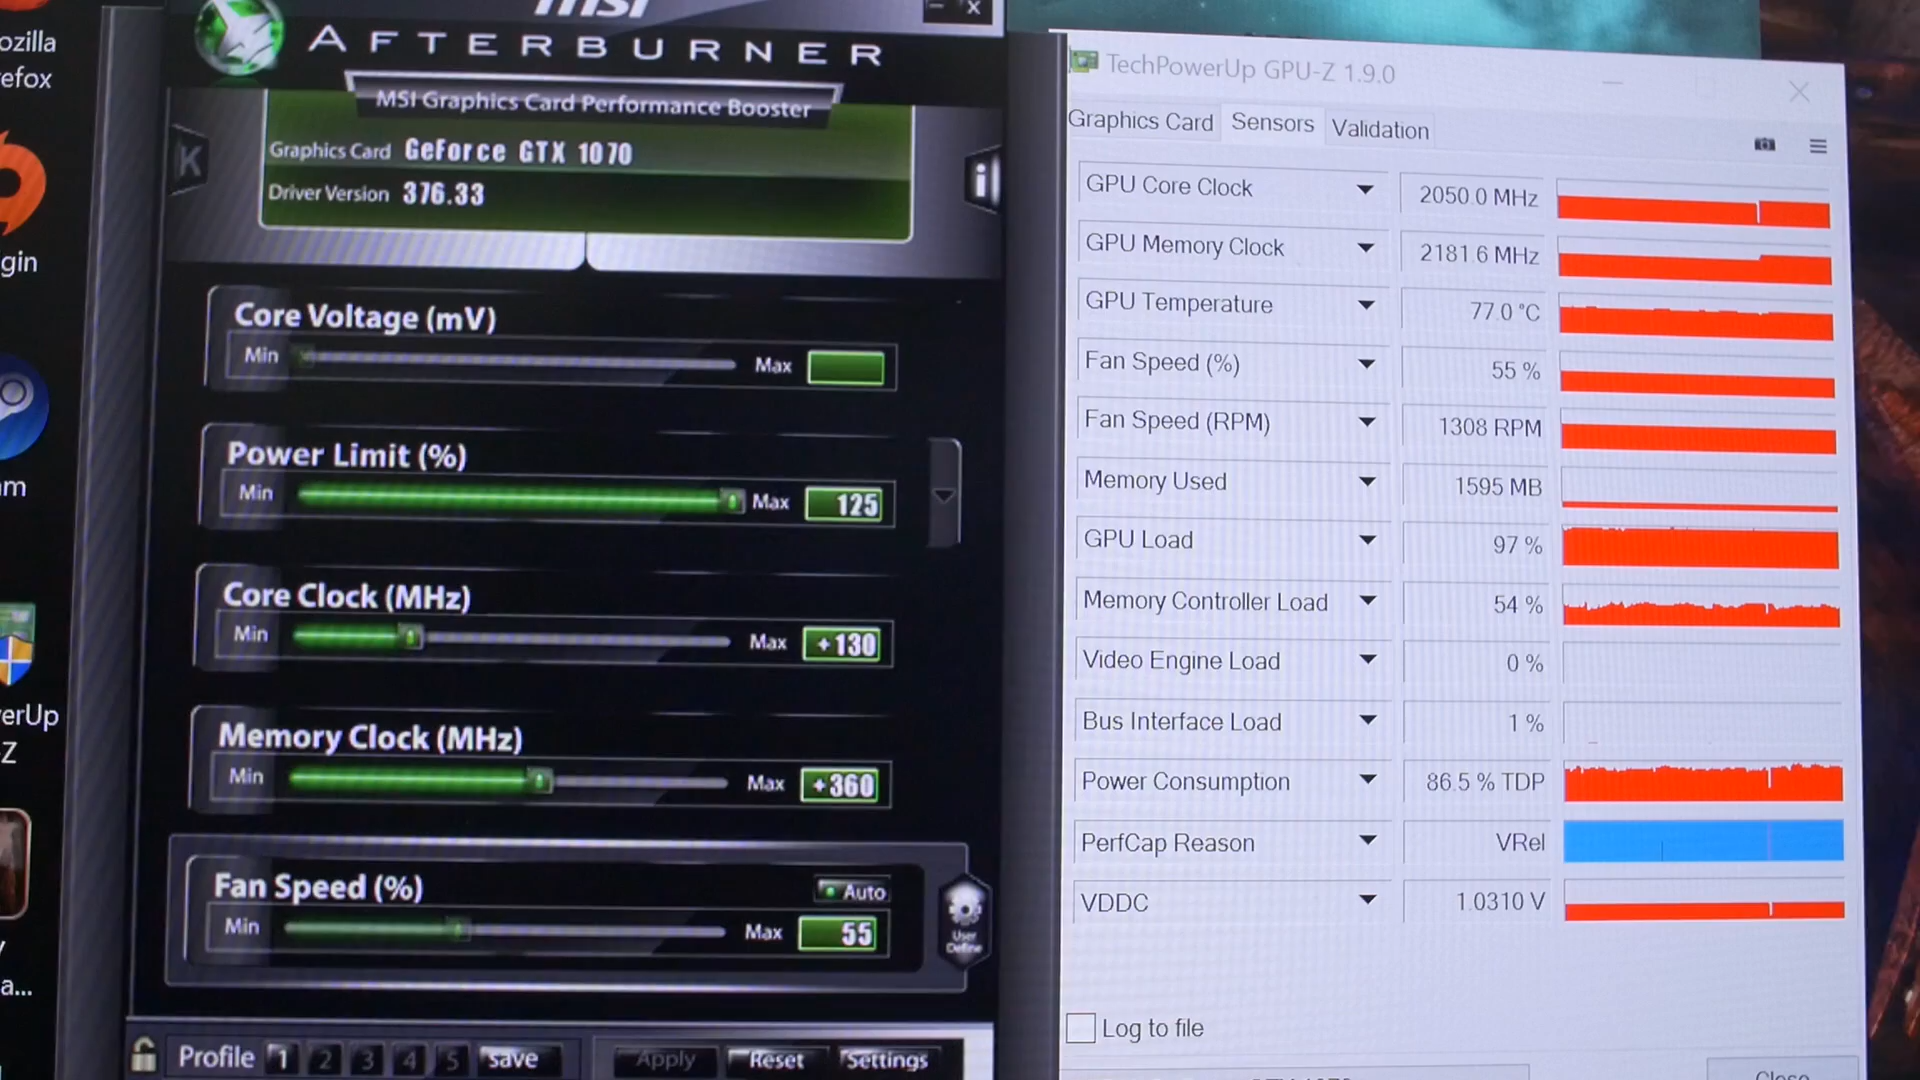 ozilla
efox
gin
am
erUp
-Z
a...
msi
AFTERBURNER
MSI Graphics Card Performance Booster
Graphics Card GeForce GTX 1070
Driver Version 376.33
K
i
Core Voltage (mV)
Min Max
Power Limit (%)
Min Max 125
Core Clock (MHz)
Min Max +130
Memory Clock (MHz)
Min Max +360
Fan Speed (%)
Auto
Min Max 55
User
Define
Profile 1 2 3 4 5 save
Apply Reset Settings
TechPowerUp GPU-Z 1.9.0
Graphics Card Sensors Validation
GPU Core Clock 2050.0 MHz
GPU Memory Clock 2181.6 MHz
GPU Temperature 77.0 °C
Fan Speed (%) 55 %
Fan Speed (RPM) 1308 RPM
Memory Used 1595 MB
GPU Load 97 %
Memory Controller Load 54 %
Video Engine Load 0 %
Bus Interface Load 1 %
Power Consumption 86.5 % TDP
PerfCap Reason VRel
VDDC 1.0310 V
Log to file
Close